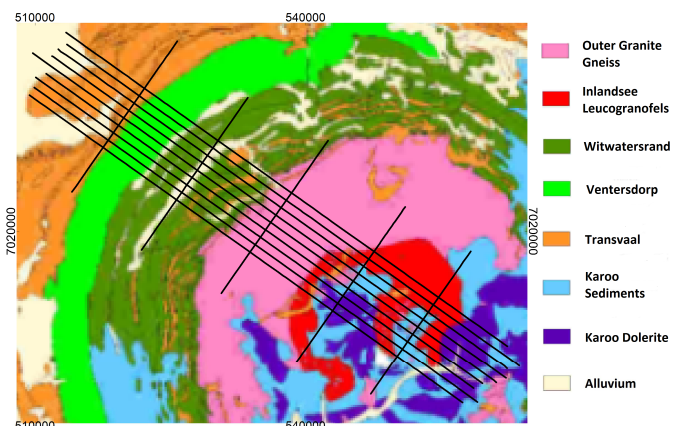 510000
540000
Outer Granite
Gneiss
Inlandsee
Leucogranofels
Witwatersrand
Ventersdorp
7020000
7020000
Transvaal
Karoo
Sediments
Karoo Dolerite
Alluvium
510000
540000